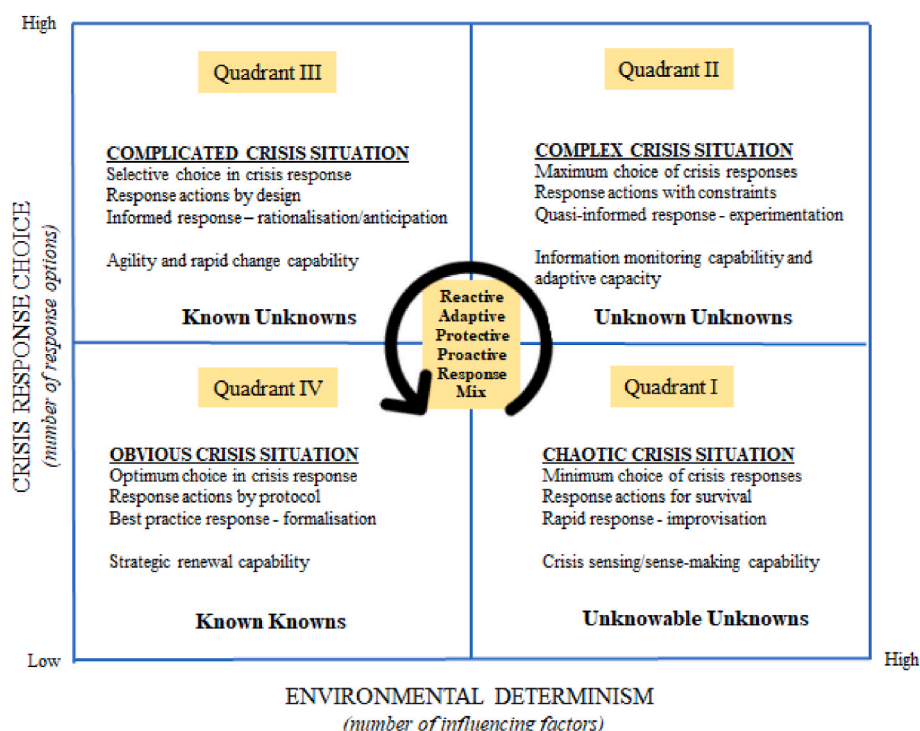 High
Quadrant III
COMPLICATED CRISIS SITUATION
Selective choice in crisis response
Response actions by design
Informed response – rationalisation/anticipation
Agility and rapid change capability
Known Unknowns
Quadrant II
COMPLEX CRISIS SITUATION
Maximum choice of crisis responses
Response actions with constraints
Quasi-informed response - experimentation
Information monitoring capabilitiy and
adaptive capacity
Unknown Unknowns
Reactive
Adaptive
Protective
Proactive
Response
Mix
Quadrant IV
OBVIOUS CRISIS SITUATION
Optimum choice in crisis response
Response actions by protocol
Best practice response - formalisation
Strategic renewal capability
Known Knowns
Quadrant I
CHAOTIC CRISIS SITUATION
Minimum choice of crisis responses
Response actions for survival
Rapid response - improvisation
Crisis sensing/sense-making capability
Unknowable Unknowns
CRISIS RESPONSE CHOICE
(number of response options)
Low
High
ENVIRONMENTAL DETERMINISM
(number of influencing factors)